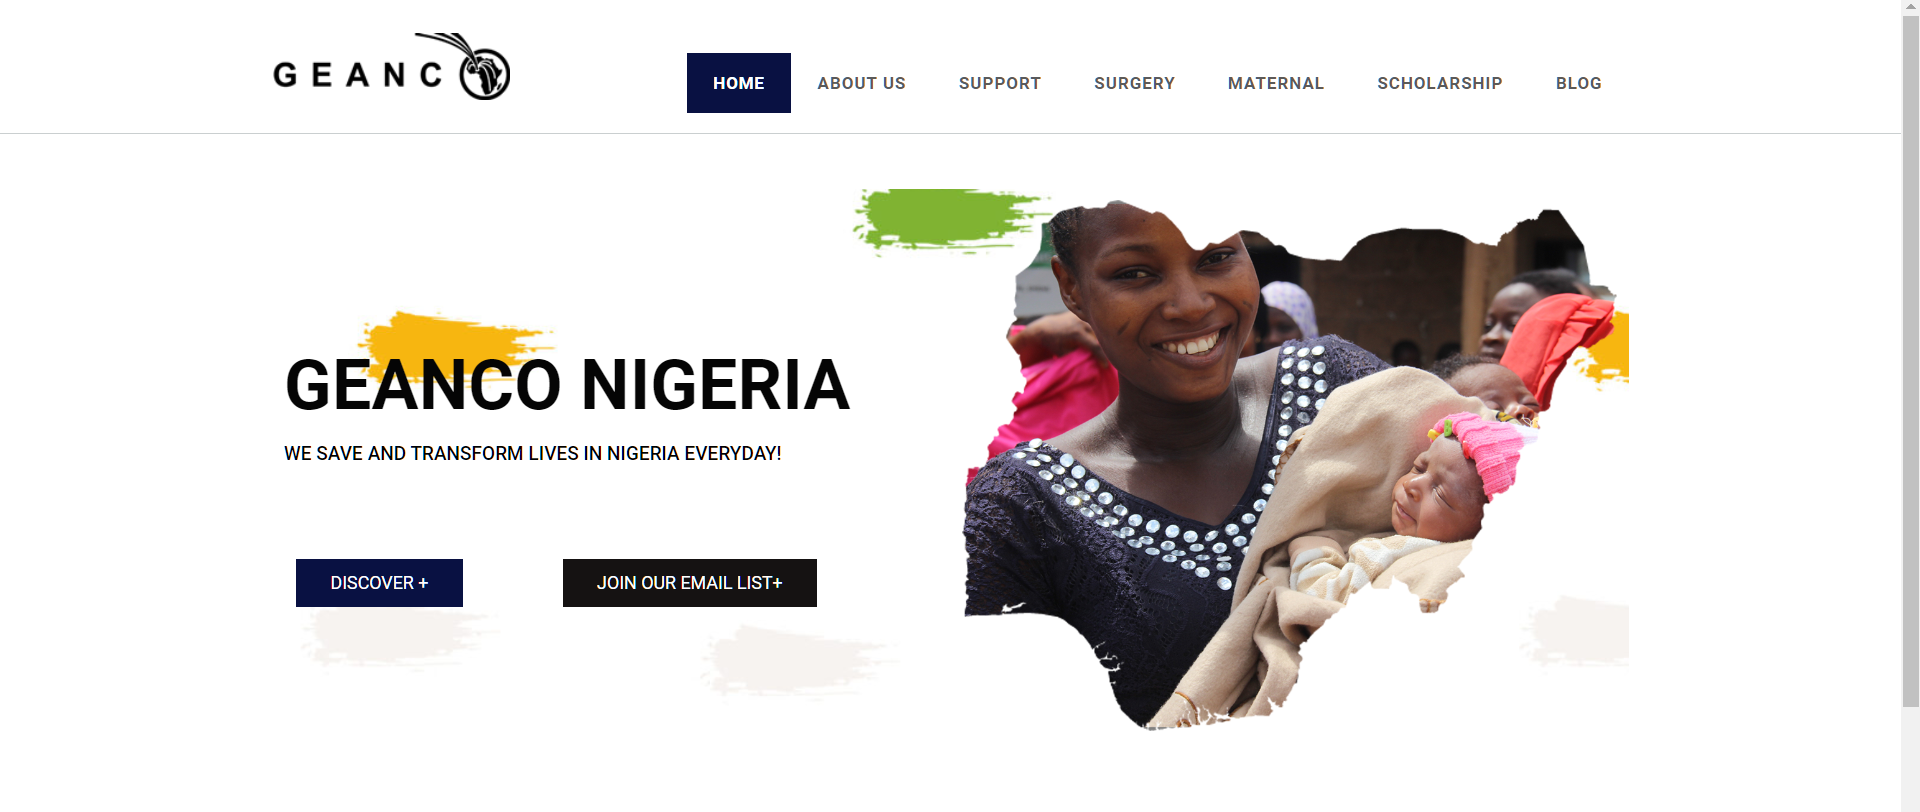 GEANCO
HOME
ABOUT US
SUPPORT
SURGERY
MATERNAL
SCHOLARSHIP
BLOG
GEANCO NIGERIA
WE SAVE AND TRANSFORM LIVES IN NIGERIA EVERYDAY!
DISCOVER +
JOIN OUR EMAIL LIST+